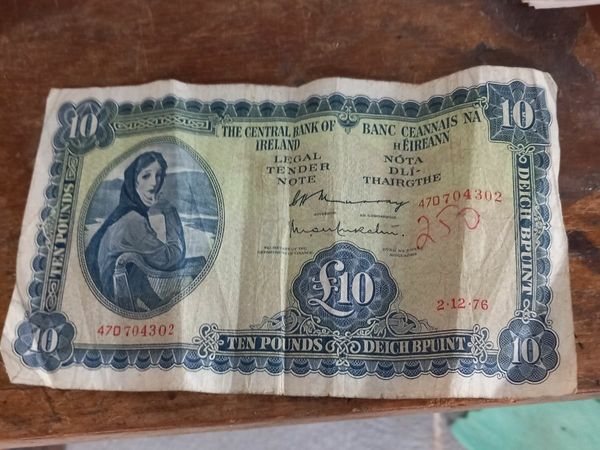 10
10
THE CENTRAL BANK OF
IRELAND
BANC CEANNAIS NA
HÉIREANN
LEGAL
TENDER
NOTE
NÓTA
DLÍ-
THAIRGTHE
47D 704302
250
TEN POUNDS
DEICH BPUINT
£10
2·12·76
47D 704302
10
TEN POUNDS
DEICH BPUINT
10